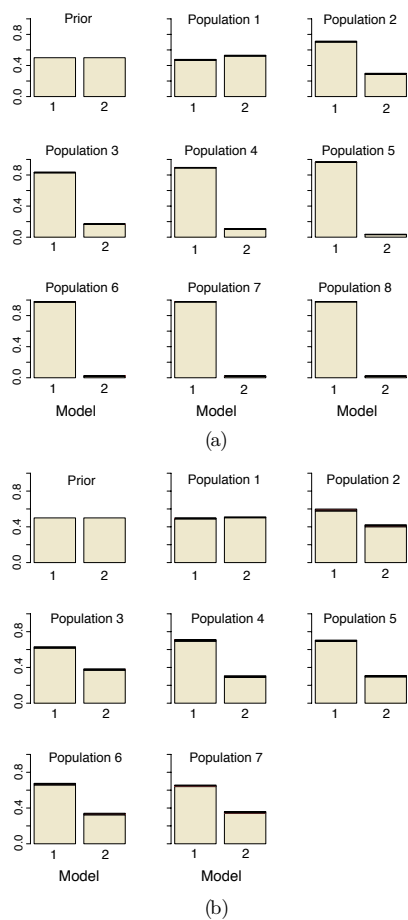 Prior
Population 1
Population 2
0.0 0.4 0.8
1 2
1 2
1 2
Population 3
Population 4
Population 5
0.0 0.4 0.8
1 2
1 2
1 2
Population 6
Population 7
Population 8
0.0 0.4 0.8
1 2
1 2
1 2
Model
Model
Model
(a)
Prior
Population 1
Population 2
0.0 0.4 0.8
1 2
1 2
1 2
Population 3
Population 4
Population 5
0.0 0.4 0.8
1 2
1 2
1 2
Population 6
Population 7
0.0 0.4 0.8
1 2
1 2
Model
Model
(b)